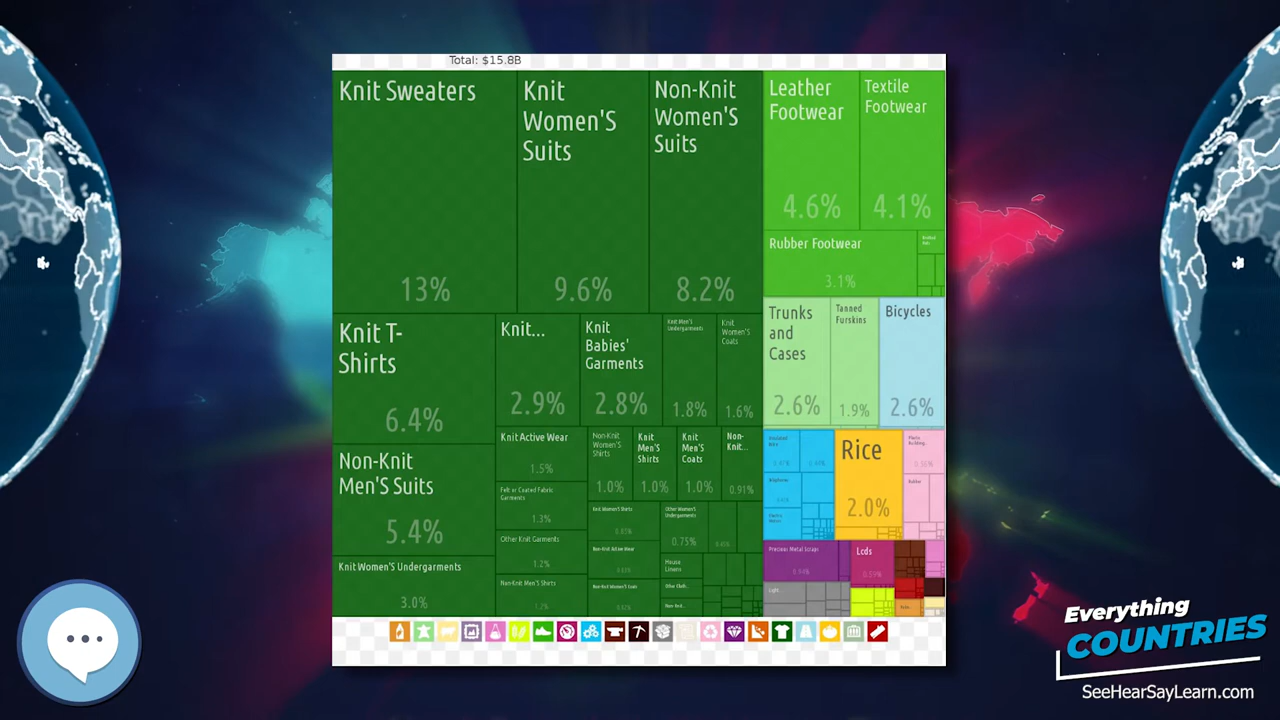 Total: $15.8B
Knit Sweaters
13%
Knit
Women'S
Suits
9.6%
Non-Knit
Women'S
Suits
8.2%
Leather
Footwear
4.6%
Textile
Footwear
4.1%
Rubber Footwear
3.1%
Knit T-
Shirts
6.4%
Knit...
2.9%
Knit
Babies'
Garments
2.8%
Knit Men'S
Undergarments
1.8%
Knit
Women'S
Coats
1.6%
Trunks
and
Cases
2.6%
Tanned
Furskins
1.9%
Bicycles
2.6%
Non-Knit
Men'S Suits
5.4%
Knit Active Wear
1.5%
Non-Knit
Women'S
Shirts
1.0%
Knit
Men'S
Shirts
1.0%
Knit
Men'S
Coats
1.0%
Non-
Knit...
0.91%
Rice
2.0%
Felt or Coated Fabric
Garments
1.3%
Other Knit Garments
1.2%
Knit Women'S Shirts
Other Women'S
Undergarments
0.75%
Non-Knit Active Wear
House
Linens
Knit Women'S Undergarments
3.0%
Non-Knit Men'S Shirts
1.2%
Non-Knit Women'S Coats
Precious Metal Scraps
0.94%
Lcds
0.59%
Light...
Everything
COUNTRIES
SeeHearSayLearn.com